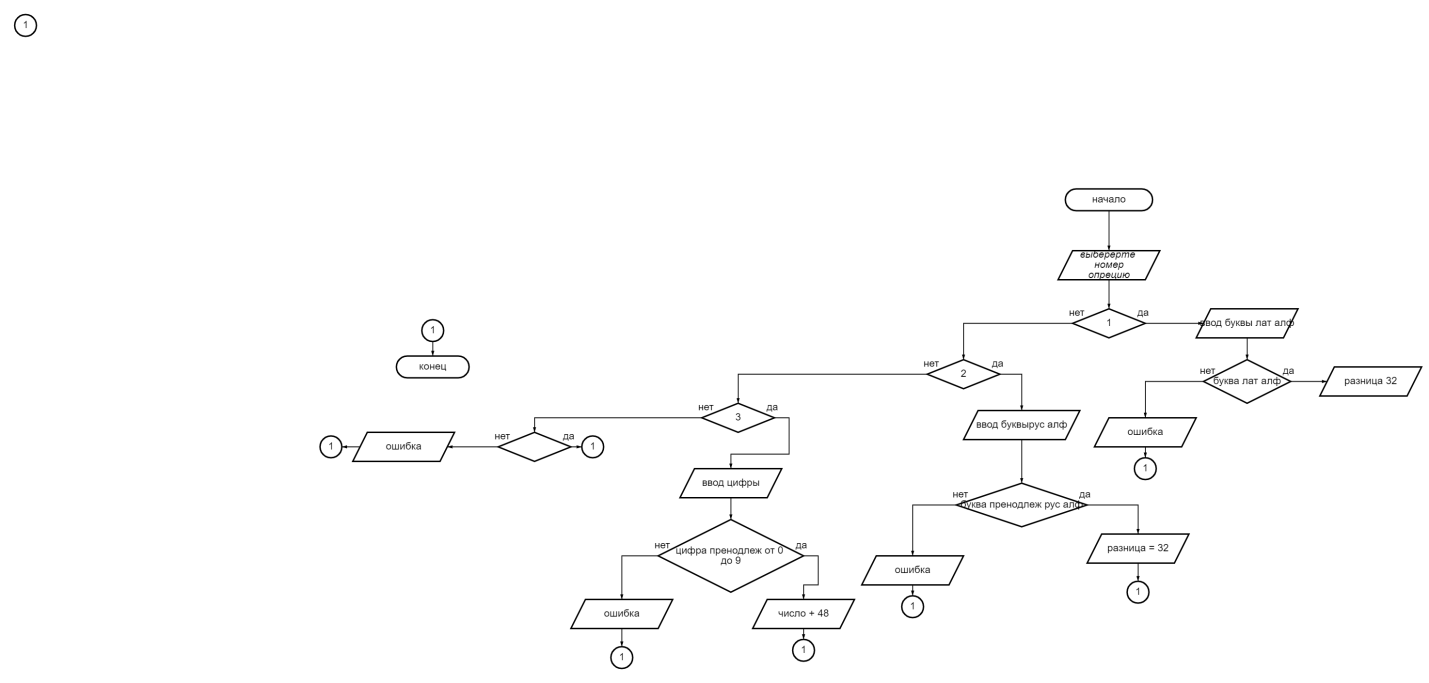 1
начало
выберерте
номер
опрецию
1
нет
да
ввод буквы лат алф
1
конец
2
нет
да
буква лат алф
нет
да
разница 32
3
нет
да
ввод буквырус алф
ошибка
1
1
ошибка
нет
да
1
1
ввод цифры
буква пренодлеж рус алф
нет
да
цифра пренодлеж от 0
до 9
нет
да
разница = 32
ошибка
1
1
ошибка
число + 48
1
1